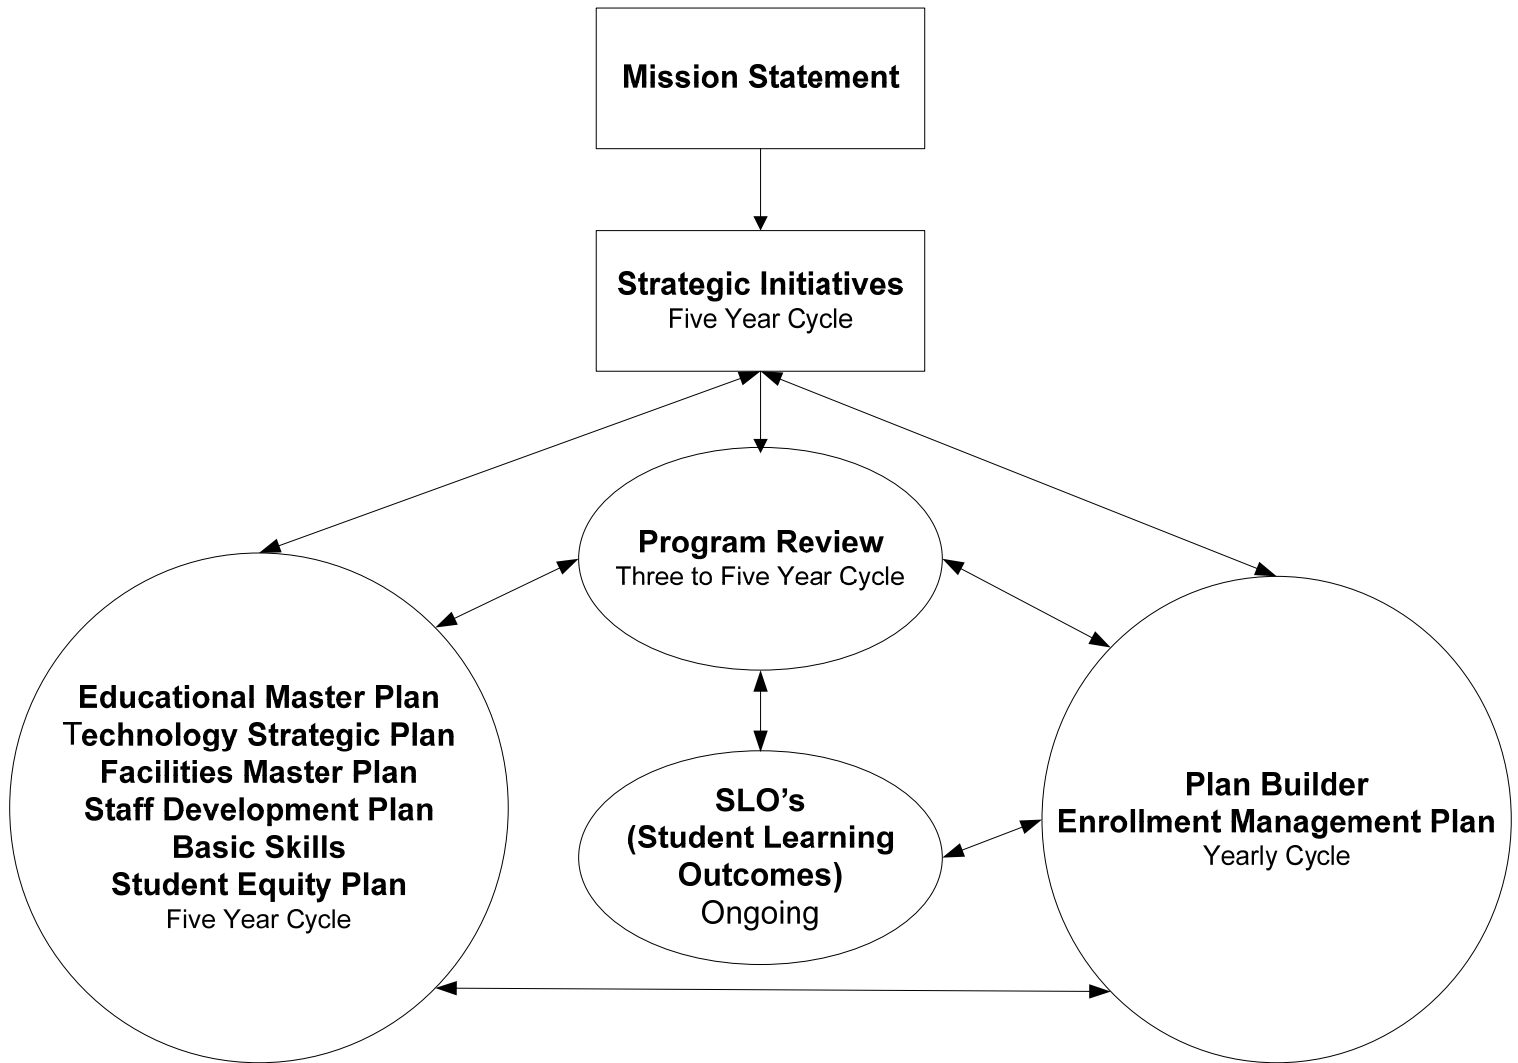 Mission Statement
Strategic Initiatives
Five Year Cycle
Program Review
Three to Five Year Cycle
Educational Master Plan
Technology Strategic Plan
Facilities Master Plan
Staff Development Plan
Basic Skills
Student Equity Plan
Five Year Cycle
SLO’s
(Student Learning
Outcomes)
Ongoing
Plan Builder
Enrollment Management Plan
Yearly Cycle